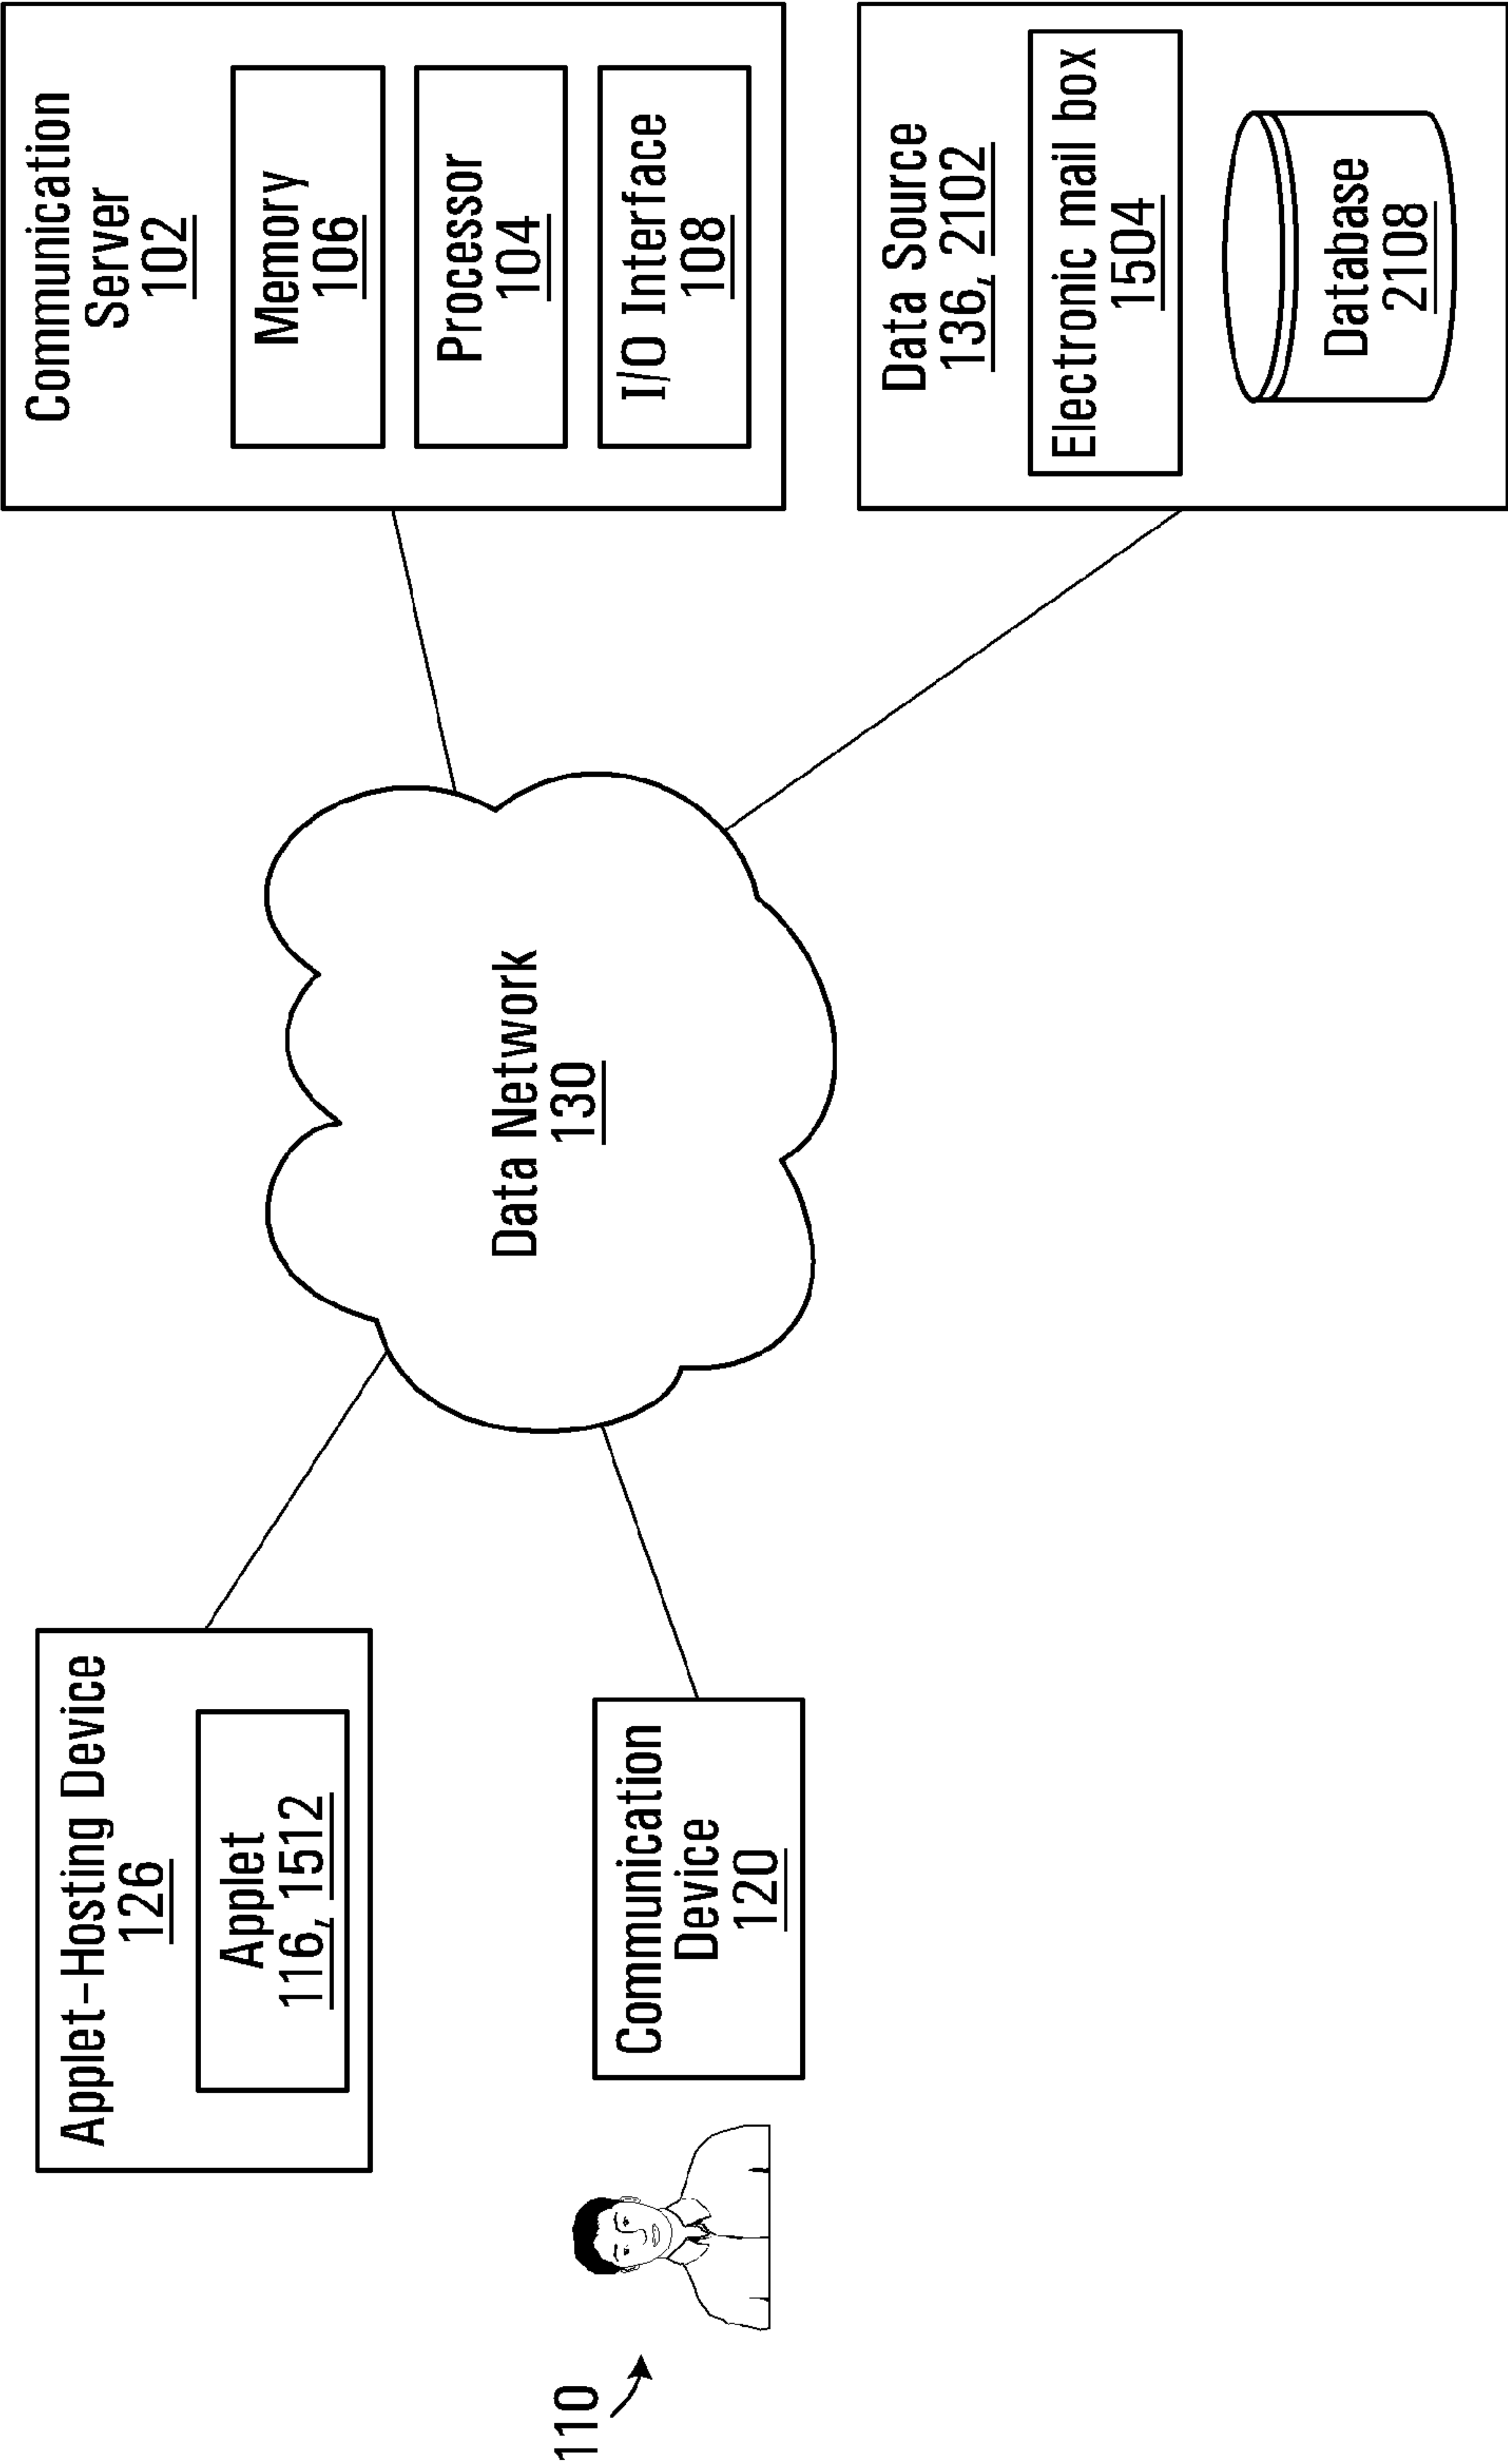 Applet-Hosting Device
126
Applet
116, 1512
Communication
Server
102
Memory
106
Processor
104
I/O Interface
108
Data Network
130
110
Communication
Device
120
Data Source
136, 2102
Electronic mail box
1504
Database
2108